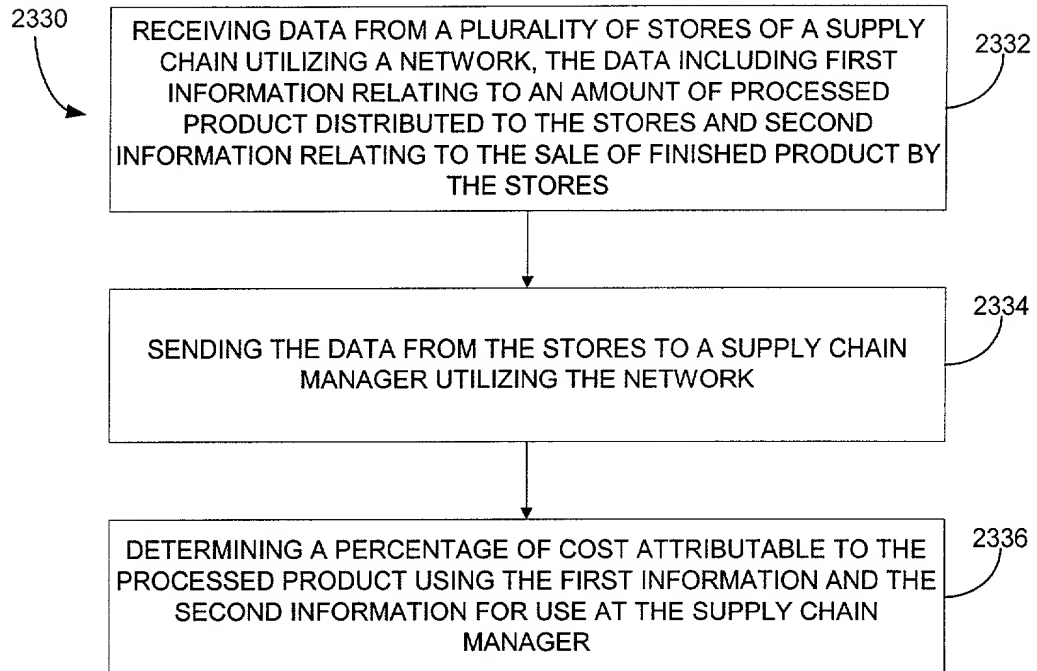 2330
RECEIVING DATA FROM A PLURALITY OF STORES OF A SUPPLY
CHAIN UTILIZING A NETWORK, THE DATA INCLUDING FIRST
INFORMATION RELATING TO AN AMOUNT OF PROCESSED
PRODUCT DISTRIBUTED TO THE STORES AND SECOND
INFORMATION RELATING TO THE SALE OF FINISHED PRODUCT BY
THE STORES
2332
SENDING THE DATA FROM THE STORES TO A SUPPLY CHAIN
MANAGER UTILIZING THE NETWORK
2334
DETERMINING A PERCENTAGE OF COST ATTRIBUTABLE TO THE
PROCESSED PRODUCT USING THE FIRST INFORMATION AND THE
SECOND INFORMATION FOR USE AT THE SUPPLY CHAIN
MANAGER
2336